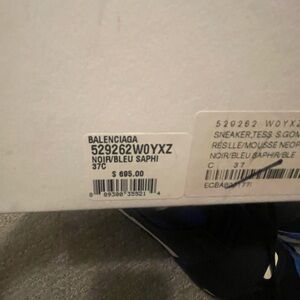 BALENCIAGA
529262W0YXZ
NOIR/BLEU SAPHI
37C
$ 695.00
529262 W0YXZ
SNEAKER,TESS S.GOM
RESILLE/MOUSSE NEOP
NOIR/BLEU SAPHIR/BLE
C 37